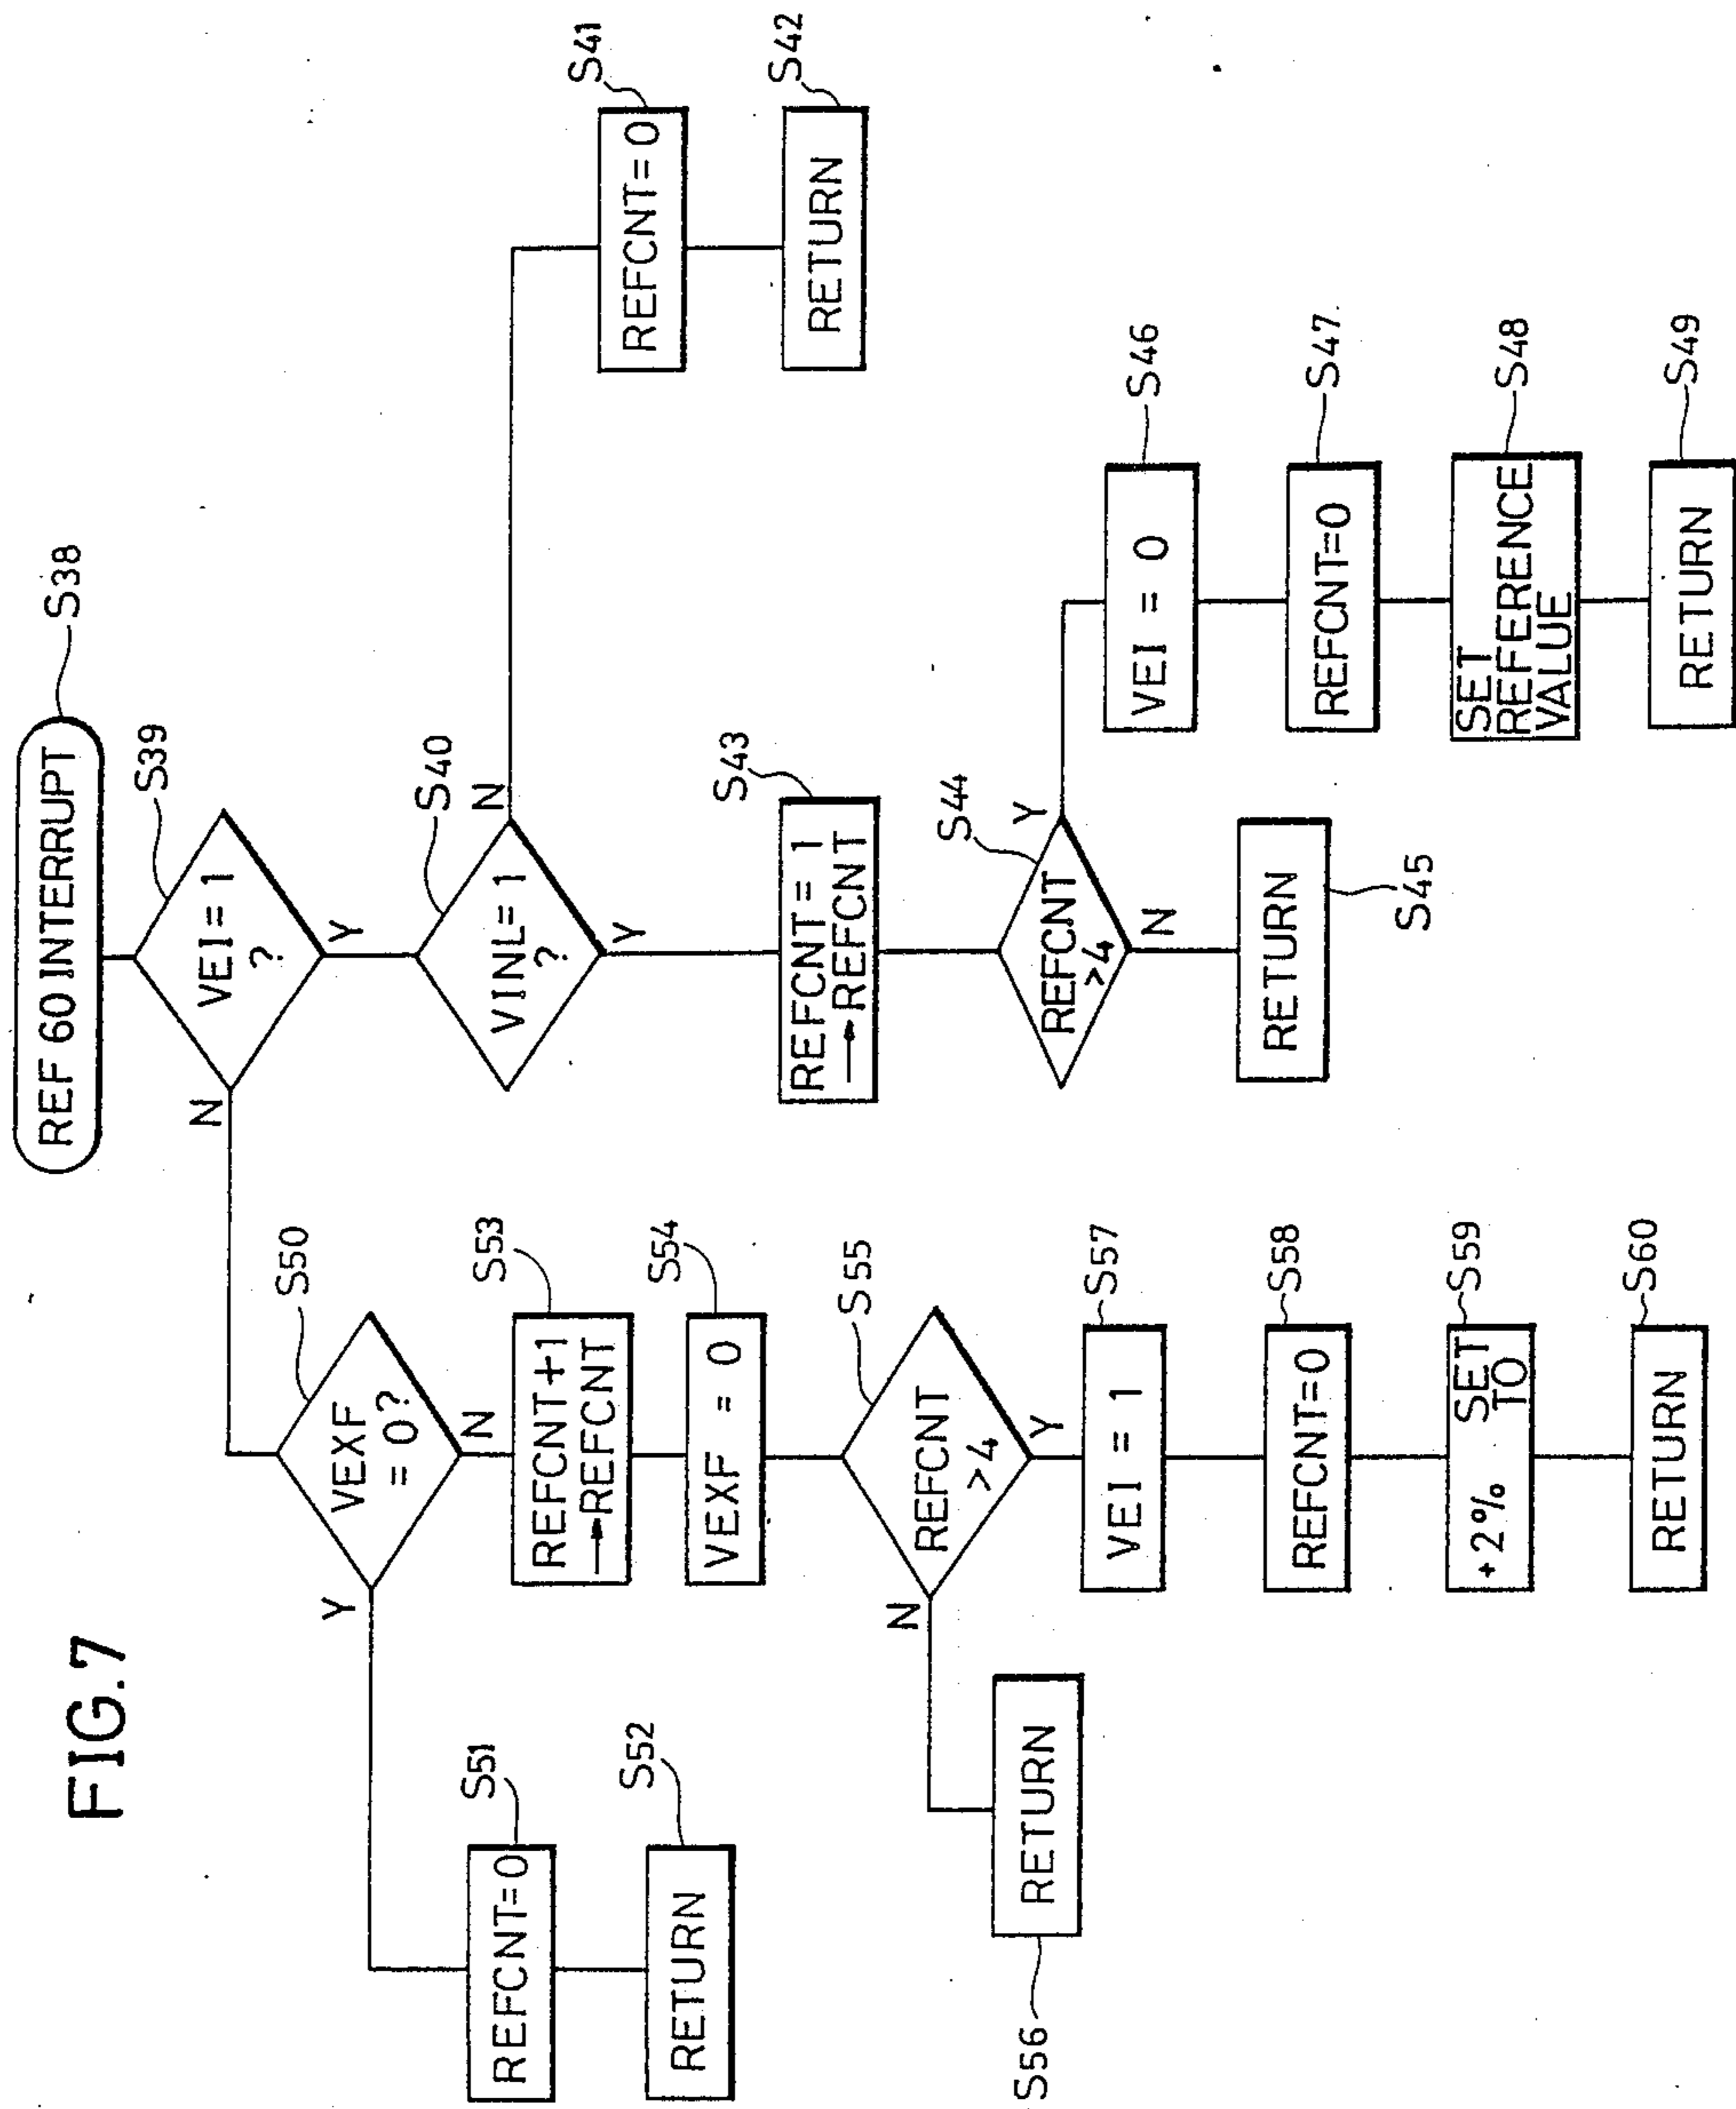 FIG.7
REF 60 INTERRUPT
S38
VEI = 1
?
S39
N
Y
VEXF
= 0?
S50
Y
N
REFCNT=0
S51
RETURN
S52
REFCNT+1
→REFCNT
S53
VEXF = 0
S54
REFCNT
>4
S55
N
Y
RETURN
S56
VEI = 1
S57
REFCNT=0
S58
SET
+2% TO
S59
RETURN
S60
VINL= 1
?
S40
N
Y
REFCNT=0
S41
RETURN
S42
REFCNT= 1
→REFCNT
S43
REFCNT
>4
S44
Y
N
RETURN
S45
VEI = 0
S46
REFCNT=0
S47
SET
REFERENCE
VALUE
S48
RETURN
S49